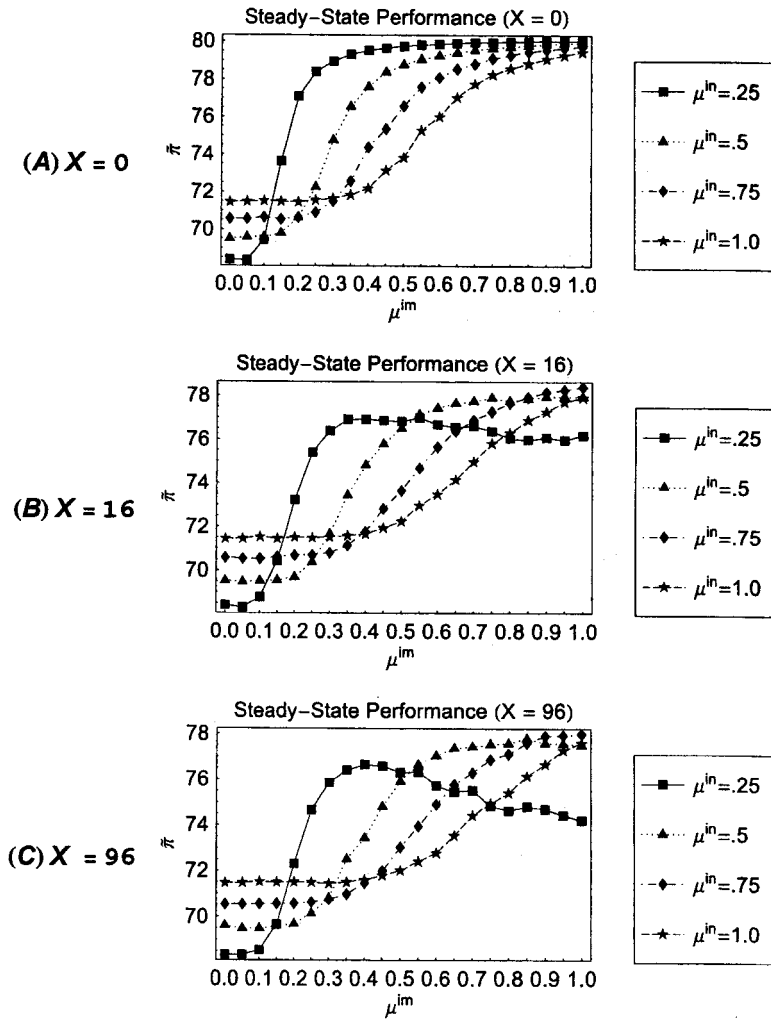 Steady-State Performance (X = 0)
(A) X = 0
π̄
80
78
76
74
72
70
0.0 0.1 0.2 0.3 0.4 0.5 0.6 0.7 0.8 0.9 1.0
μ^im
μ^in=.25
μ^in=.5
μ^in=.75
μ^in=1.0
Steady-State Performance (X = 16)
(B) X = 16
π̄
78
76
74
72
70
0.0 0.1 0.2 0.3 0.4 0.5 0.6 0.7 0.8 0.9 1.0
μ^im
μ^in=.25
μ^in=.5
μ^in=.75
μ^in=1.0
Steady-State Performance (X = 96)
(C) X = 96
π̄
78
76
74
72
70
0.0 0.1 0.2 0.3 0.4 0.5 0.6 0.7 0.8 0.9 1.0
μ^im
μ^in=.25
μ^in=.5
μ^in=.75
μ^in=1.0